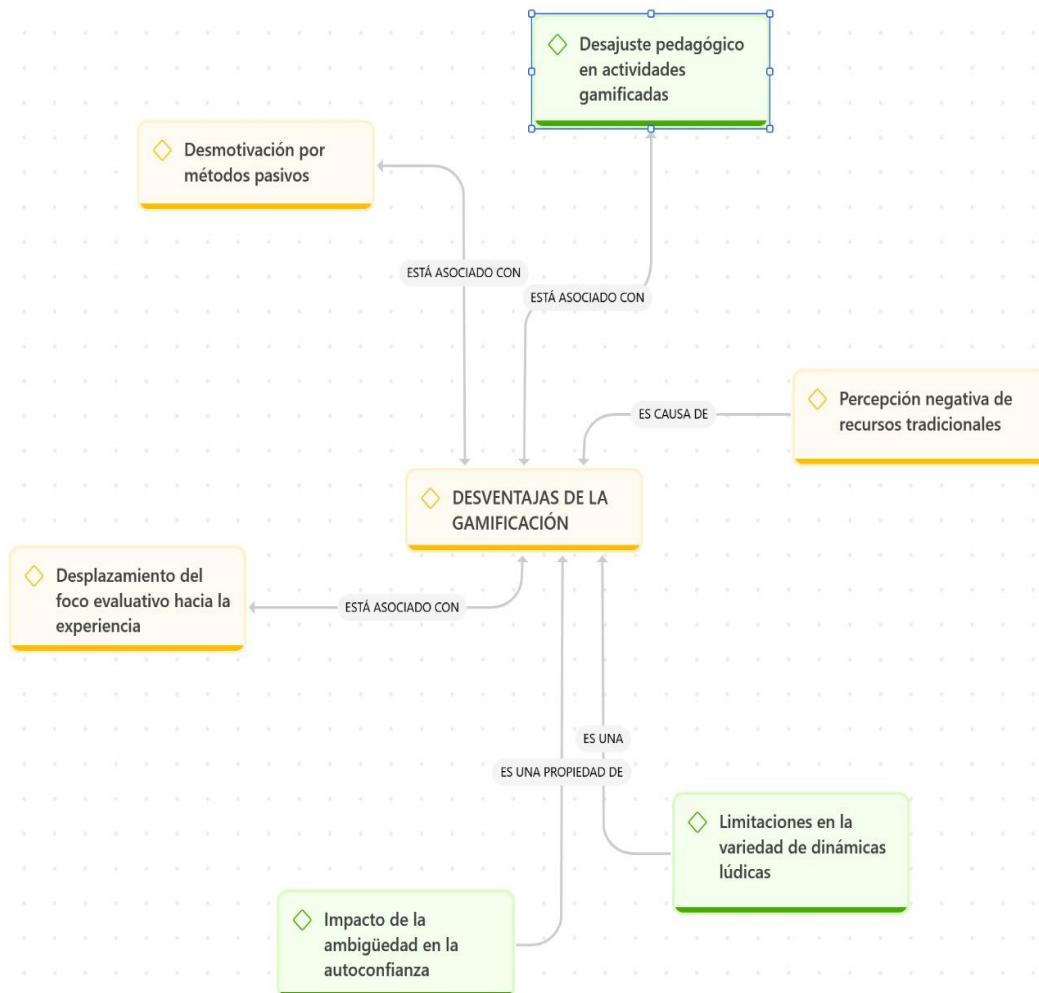 Desajuste pedagógico
en actividades
gamificadas
Desmotivación por
métodos pasivos
ESTÁ ASOCIADO CON
ESTÁ ASOCIADO CON
Percepción negativa de
recursos tradicionales
ES CAUSA DE
DESVENTAJAS DE LA
GAMIFICACIÓN
Desplazamiento del
foco evaluativo hacia la
experiencia
ESTÁ ASOCIADO CON
ES UNA
ES UNA PROPIEDAD DE
Limitaciones en la
variedad de dinámicas
lúdicas
Impacto de la
ambigüedad en la
autoconfianza